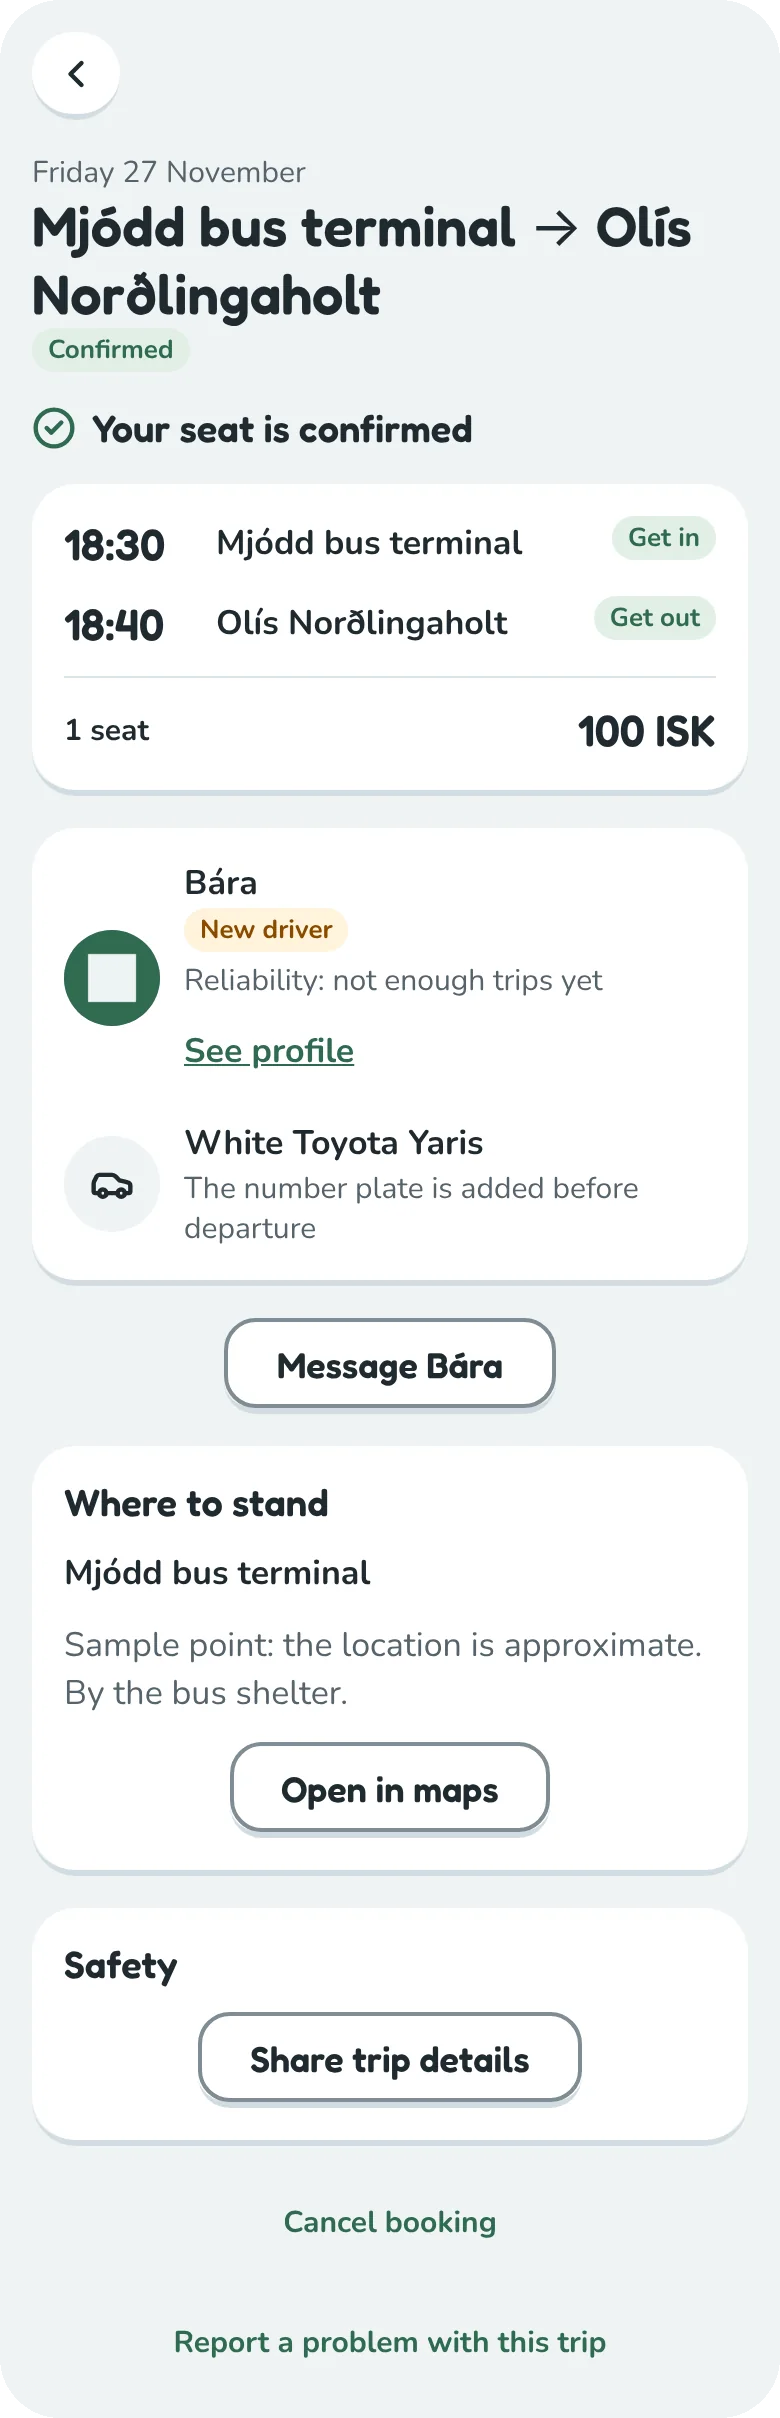 Friday 27 November
Mjódd bus terminal → Olís
Norðlingaholt
Confirmed
Your seat is confirmed
18:30 Mjódd bus terminal Get in
18:40 Olís Norðlingaholt Get out
1 seat 100 ISK
Bára
New driver
Reliability: not enough trips yet
See profile
White Toyota Yaris
The number plate is added before
departure
Message Bára
Where to stand
Mjódd bus terminal
Sample point: the location is approximate.
By the bus shelter.
Open in maps
Safety
Share trip details
Cancel booking
Report a problem with this trip